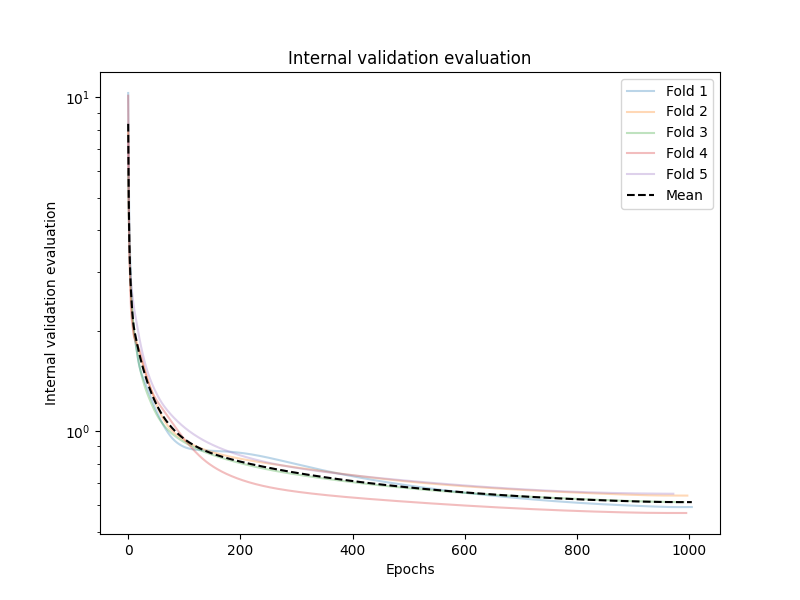 Internal validation evaluation
Internal validation evaluation
10¹
10⁰
Fold 1
Fold 2
Fold 3
Fold 4
Fold 5
Mean
0 200 400 600 800 1000
Epochs